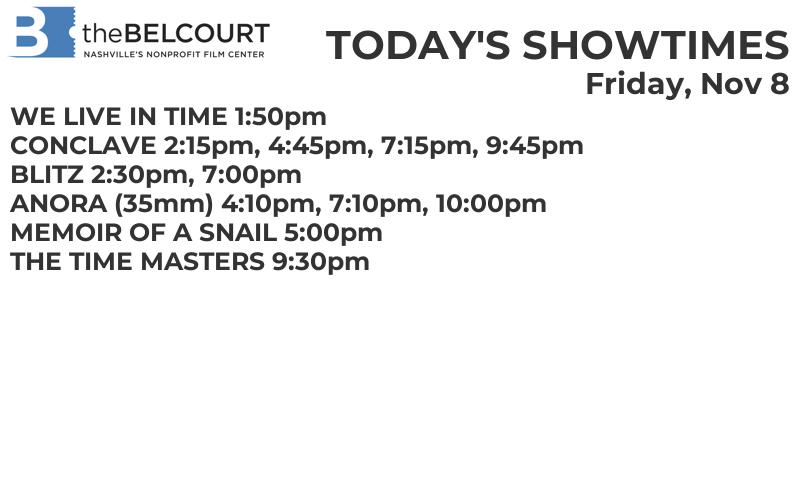 B theBELCOURT
NASHVILLE'S NONPROFIT FILM CENTER
TODAY'S SHOWTIMES
Friday, Nov 8
WE LIVE IN TIME 1:50pm
CONCLAVE 2:15pm, 4:45pm, 7:15pm, 9:45pm
BLITZ 2:30pm, 7:00pm
ANORA (35mm) 4:10pm, 7:10pm, 10:00pm
MEMOIR OF A SNAIL 5:00pm
THE TIME MASTERS 9:30pm